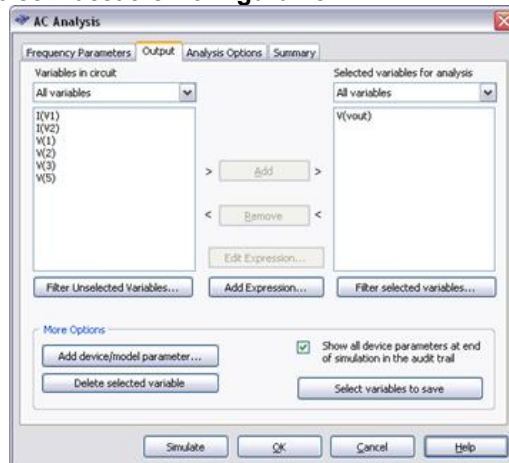 AC Analysis
Frequency Parameters Output Analysis Options Summary
Variables in circuit
All variables
I(V1)
I(V2)
V(1)
V(2)
V(3)
V(5)
> Add >
< Remove <
Edit Expression...
Filter Unselected Variables...
Add Expression...
Selected variables for analysis
All variables
V(vout)
Filter selected variables...
More Options
Add device/model parameter...
Delete selected variable
Show all device parameters at end
of simulation in the audit trail
Select variables to save
Simulate OK Cancel Help